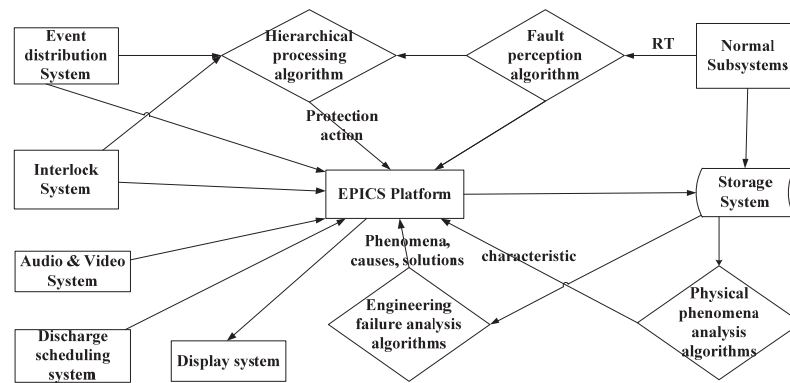 Event
distribution
System
Hierarchical
processing
algorithm
Fault
perception
algorithm
RT
Normal
Subsystems
Protection
action
Interlock
System
EPICS Platform
Storage
System
Phenomena,
causes, solutions
characteristic
Audio & Video
System
Engineering
failure analysis
algorithms
Physical
phenomena
analysis
algorithms
Discharge
scheduling
system
Display system